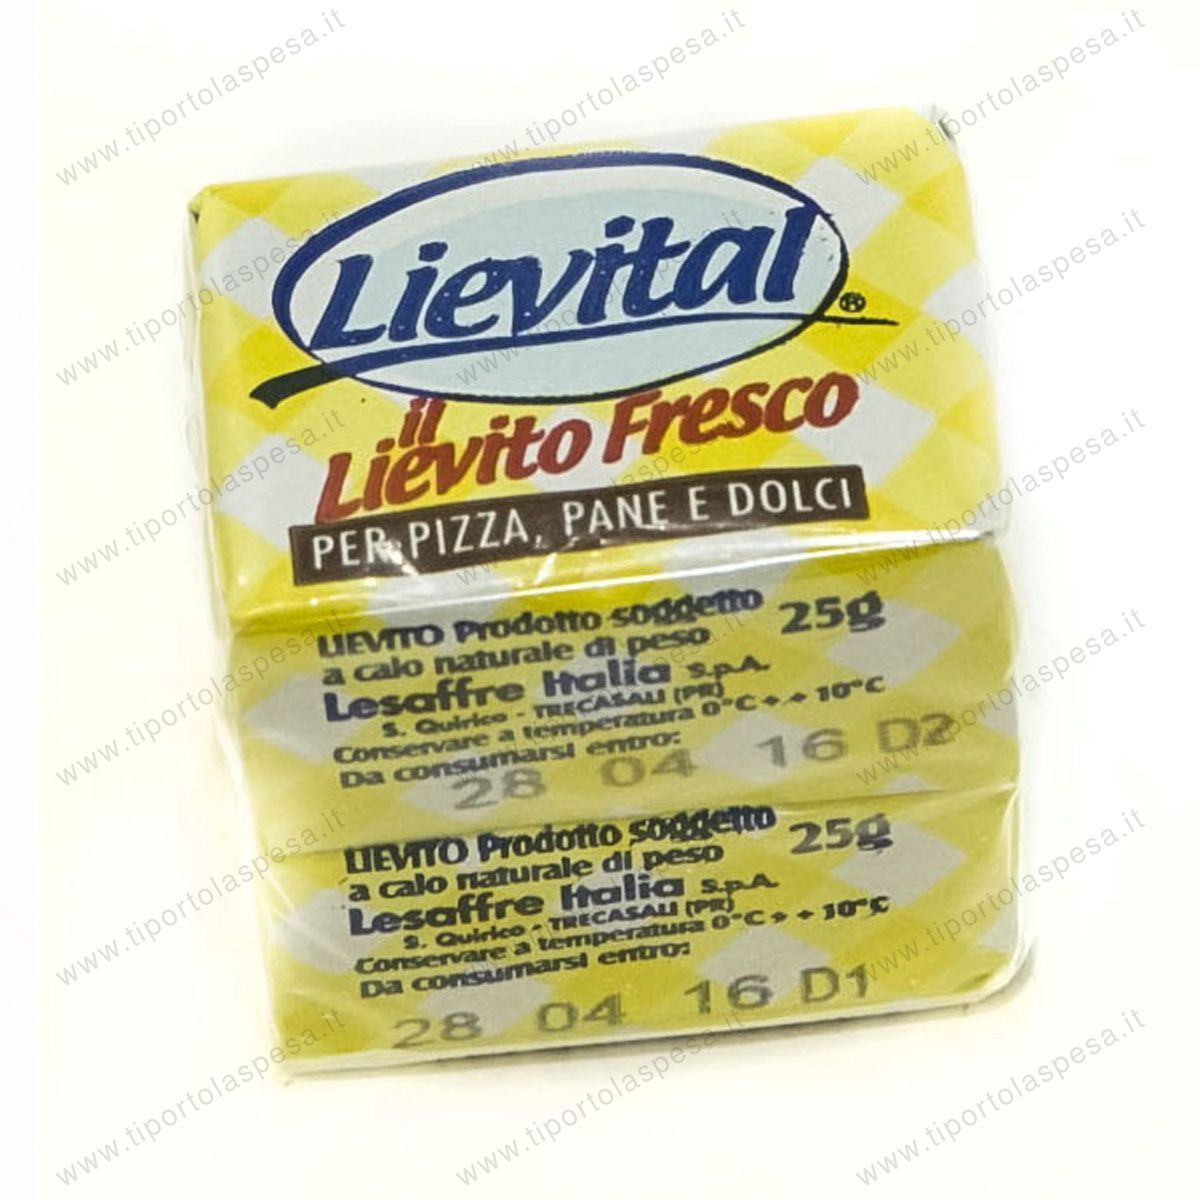 Lievital®
il
Lievito Fresco
PER PIZZA, PANE E DOLCI
LIEVITO Prodotto soggetto 25g
a calo naturale di peso
Lesaffre Italia S.p.A.
S. Quirico - TRECASALI (PR)
Conservare a temperatura 0°C ÷ + 10°C
Da consumarsi entro:
28 04 16 D2
LIEVITO Prodotto soggetto 25g
a calo naturale di peso
Lesaffre Italia S.p.A.
S. Quirico - TRECASALI (PR)
Conservare a temperatura 0°C ÷ + 10°C
Da consumarsi entro:
28 04 16 D1
www.tiportolaspesa.it